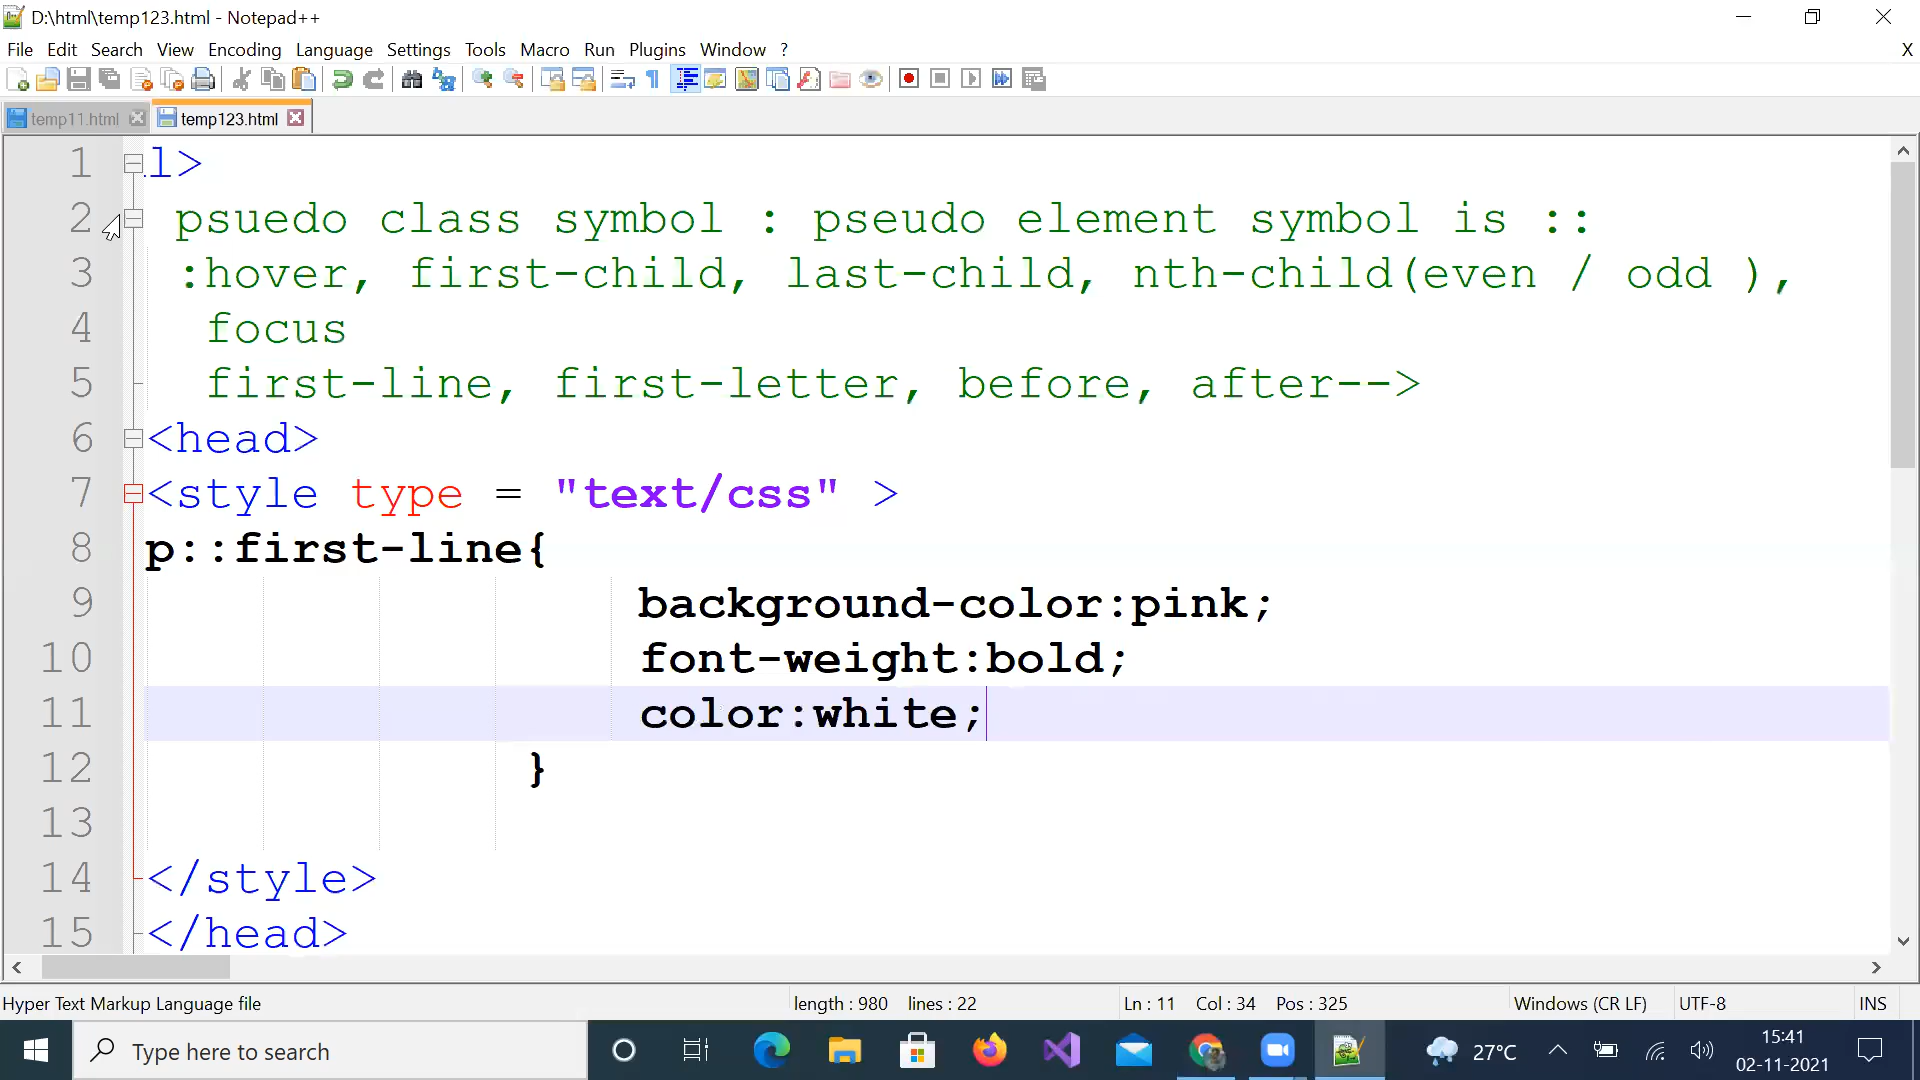 D:\html\temp123.html - Notepad++
File Edit Search View Encoding Language Settings Tools Macro Run Plugins Window ? X
temp11.html temp123.html
1 l>
2 psuedo class symbol : pseudo element symbol is ::
3 :hover, first-child, last-child, nth-child(even / odd ),
4 focus
5 first-line, first-letter, before, after-->
6 <head>
7 <style type = "text/css" >
8 p::first-line{
9 background-color:pink;
10 font-weight:bold;
11 color:white;
12 }
13
14 </style>
15 </head>
Hyper Text Markup Language file length : 980 lines : 22 Ln : 11 Col : 34 Pos : 325 Windows (CR LF) UTF-8 INS
Type here to search 27°C 15:41
02-11-2021